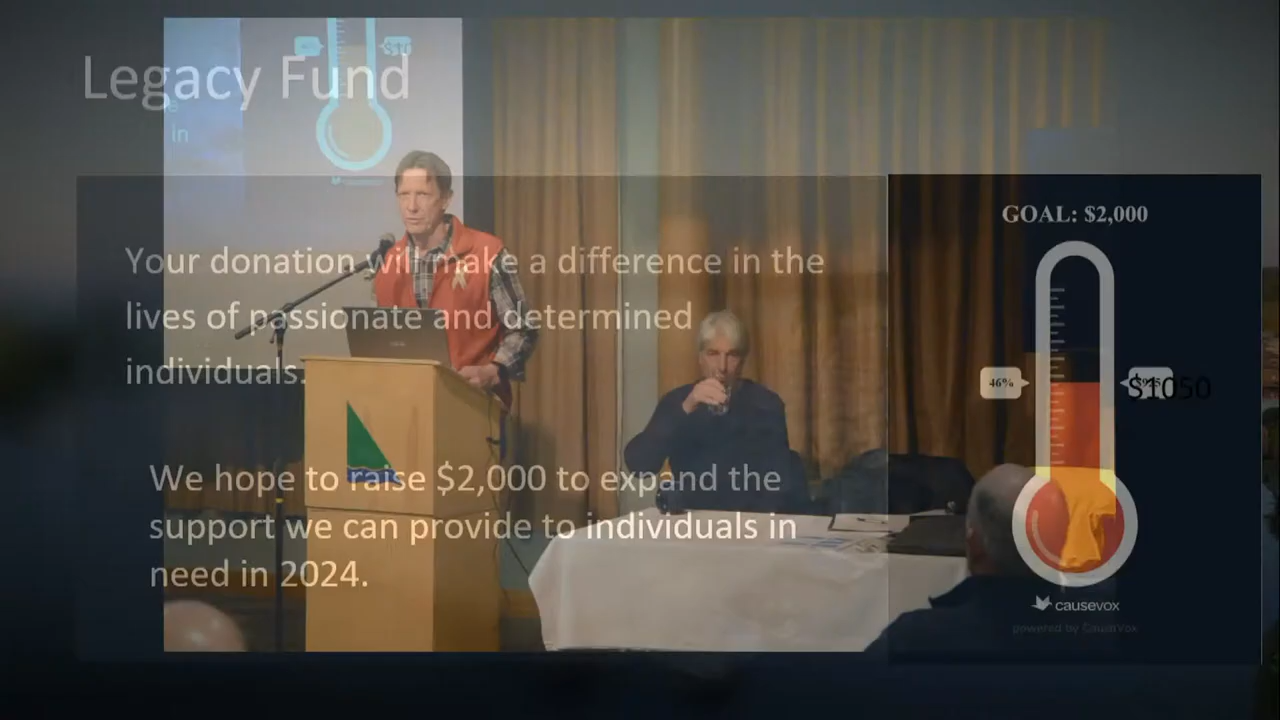 Legacy Fund
in
Your donation will make a difference in the
lives of passionate and determined
individuals.
We hope to raise $2,000 to expand the
support we can provide to individuals in
need in 2024.
GOAL: $2,000
46%
$1050
causevox
powered by CauseVox